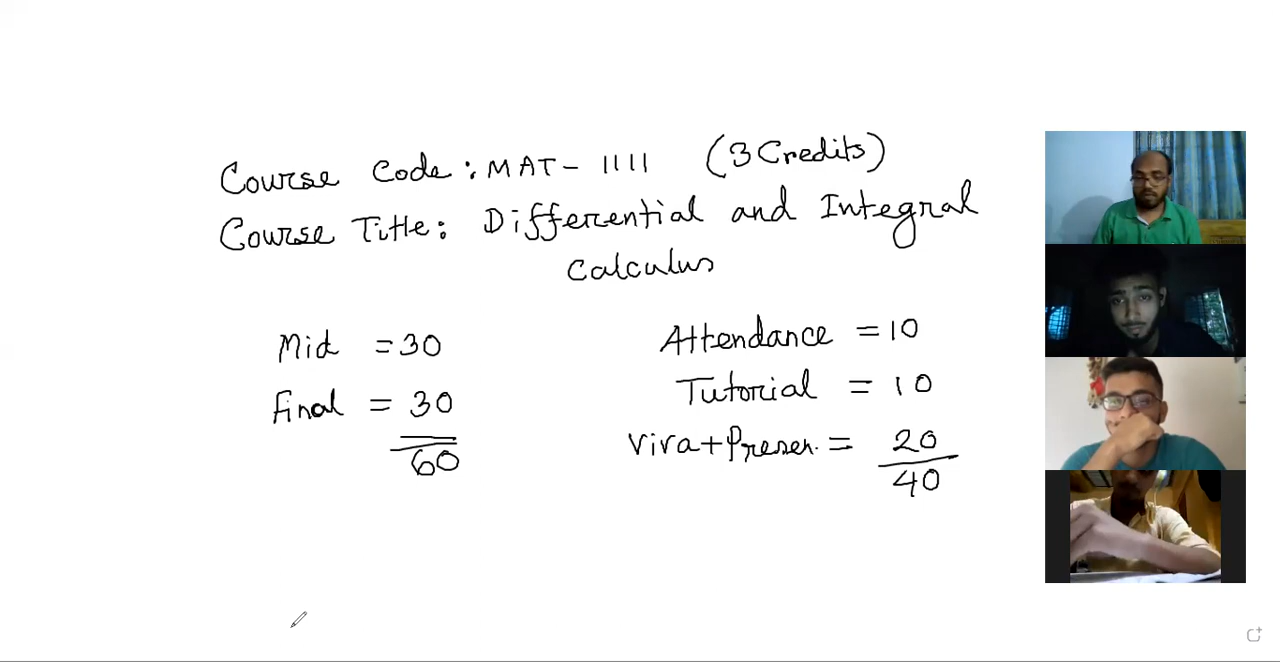 Course Code: MAT- 1111 (3 Credits)
Course Title: Differential and Integral
Calculus
Mid = 30
Final = 30
60
Attendance = 10
Tutorial = 10
Viva+Presen. = 20
40